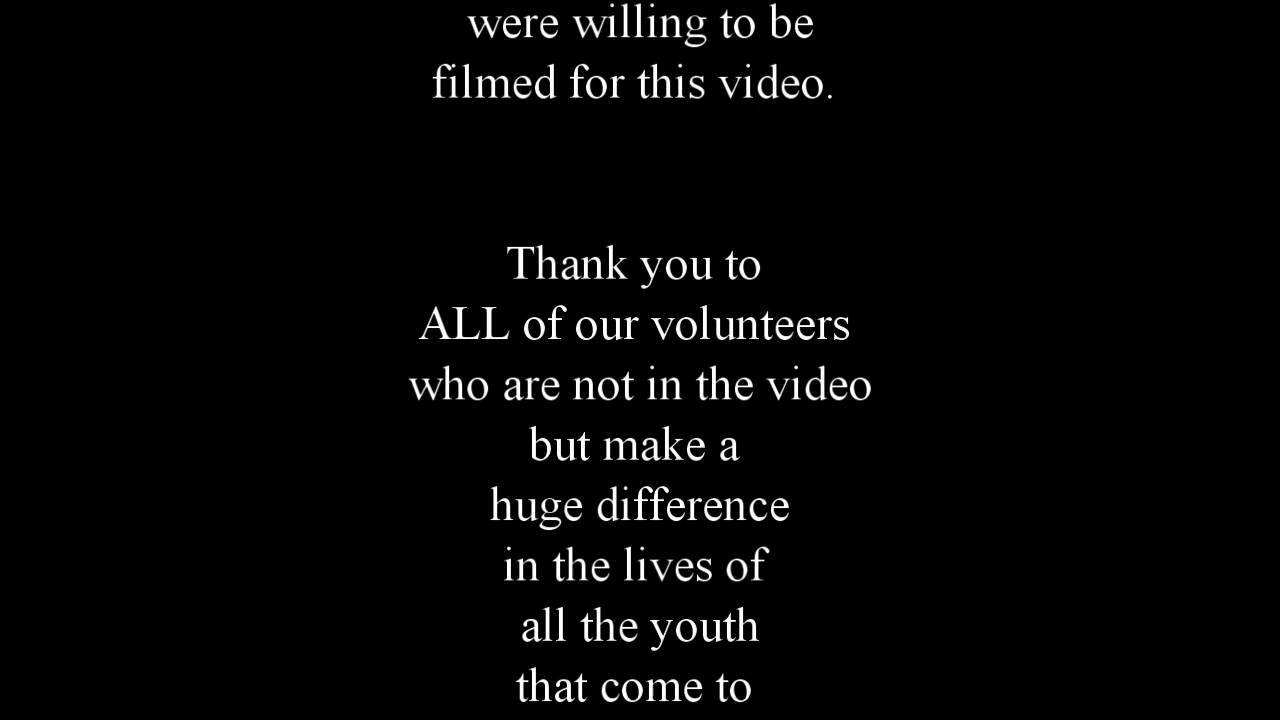 were willing to be
filmed for this video.
Thank you to
ALL of our volunteers
who are not in the video
but make a
huge difference
in the lives of
all the youth
that come to